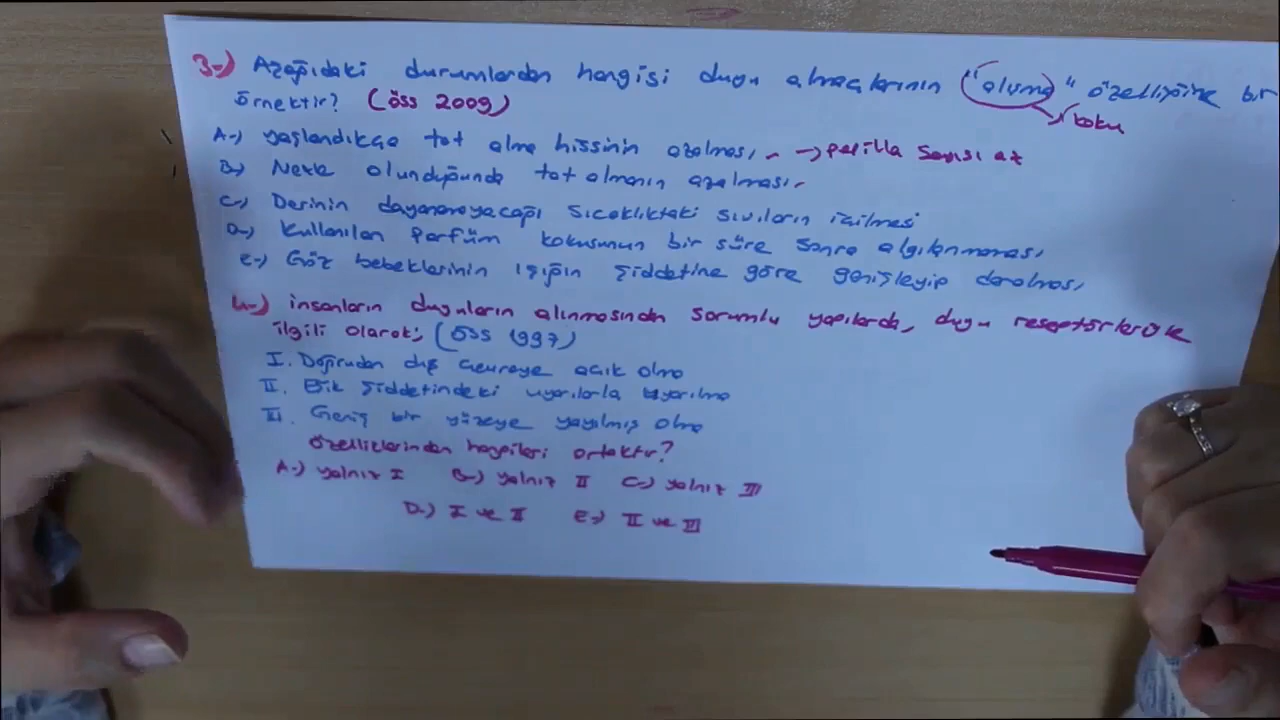 3-) Aşağıdaki durumlardan hangisi duyu almaçlarının "alışma" özelliğine bir
örnektir? (öss 2009) → koku
A-) yaşlandıkça tat alma hissinin azalması, → papilla sayısı az
B-) Nezle olunduğunda tat almanın azalması,
C-) Derinin dayanamayacağı sıcaklıktaki sıvıların içilmesi
D-) Kullanılan parfüm kokusunun bir süre sonra algılanmaması,
E-) Göz bebeklerinin ışığın şiddetine göre genişleyip daralması,
4-) insanların duyuların alınmasından sorumlu yapılarda, duyu reseptörleriyle
ilgili olarak; (ÖSS 1997)
I. Doğrudan dış çevreye açık olma
II. Eşik şiddetindeki uyarılarla uyarılma
III. Geniş bir yüzeye yayılmış olma
özelliklerinden hangileri ortaktır?
A-) yalnız I B-) yalnız II C-) yalnız III
D-) I ve II E-) II ve III